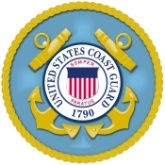 UNITED STATES COAST GUARD
SEMPER
PARATUS
1790